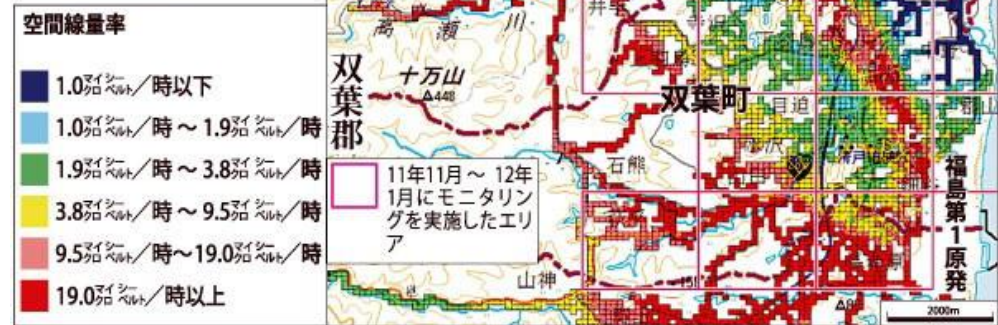 空間線量率
1.0マイクロシーベルト／時以下
1.0マイクロシーベルト／時～1.9マイクロシーベルト／時
1.9マイクロシーベルト／時～3.8マイクロシーベルト／時
3.8マイクロシーベルト／時～9.5マイクロシーベルト／時
9.5マイクロシーベルト／時～19.0マイクロシーベルト／時
19.0マイクロシーベルト／時以上
高瀬川
双葉郡
十万山
△448
井手
双葉町
目迫
石熊
11年11月～12年
1月にモニタリン
グを実施したエリ
ア
山神
福島第1原発
2000m